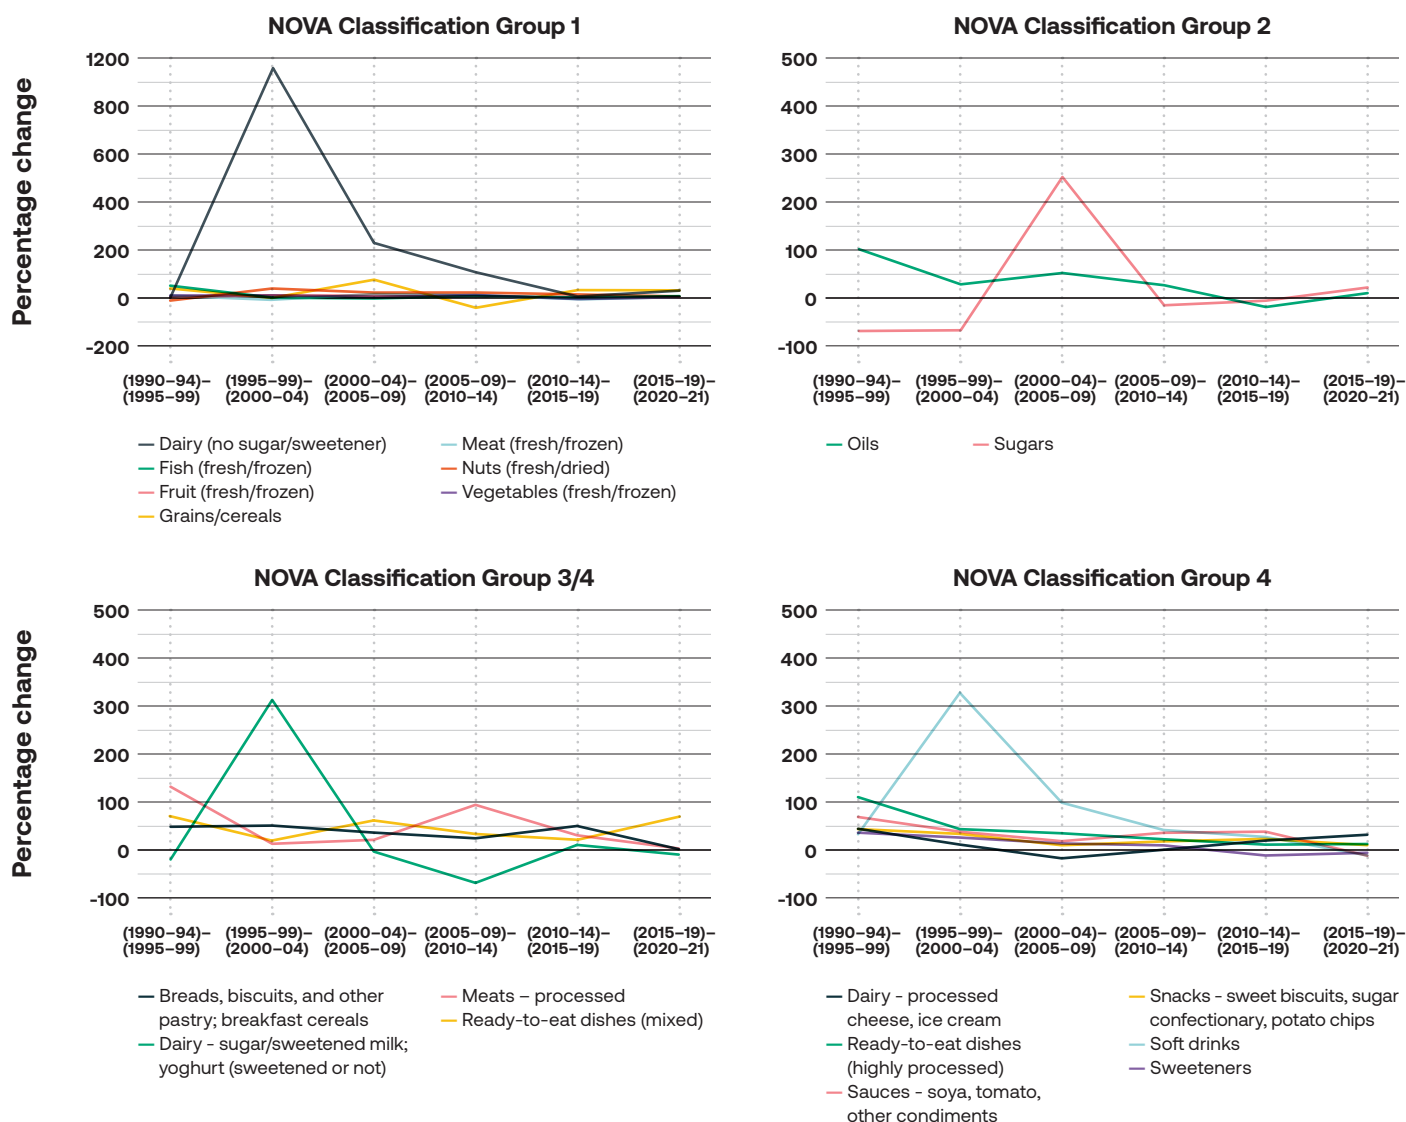 NOVA Classification Group 1
Percentage change
1200
800
600
400
200
0
-200
(1990–94)– (1995–99)– (2000–04)– (2005–09)– (2010–14)– (2015–19)–
(1995–99) (2000–04) (2005–09) (2010–14) (2015–19) (2020–21)
Dairy (no sugar/sweetener)
Fish (fresh/frozen)
Fruit (fresh/frozen)
Grains/cereals
Meat (fresh/frozen)
Nuts (fresh/dried)
Vegetables (fresh/frozen)
NOVA Classification Group 2
500
400
300
200
100
0
-100
(1990–94)– (1995–99)– (2000–04)– (2005–09)– (2010–14)– (2015–19)–
(1995–99) (2000–04) (2005–09) (2010–14) (2015–19) (2020–21)
Oils
Sugars
NOVA Classification Group 3/4
Percentage change
500
400
300
200
100
0
-100
(1990–94)– (1995–99)– (2000–04)– (2005–09)– (2010–14)– (2015–19)–
(1995–99) (2000–04) (2005–09) (2010–14) (2015–19) (2020–21)
Breads, biscuits, and other
pastry; breakfast cereals
Dairy - sugar/sweetened milk;
yoghurt (sweetened or not)
Meats – processed
Ready-to-eat dishes (mixed)
NOVA Classification Group 4
500
400
300
200
100
0
-100
(1990–94)– (1995–99)– (2000–04)– (2005–09)– (2010–14)– (2015–19)–
(1995–99) (2000–04) (2005–09) (2010–14) (2015–19) (2020–21)
Dairy - processed
cheese, ice cream
Ready-to-eat dishes
(highly processed)
Sauces - soya, tomato,
other condiments
Snacks - sweet biscuits, sugar
confectionary, potato chips
Soft drinks
Sweeteners